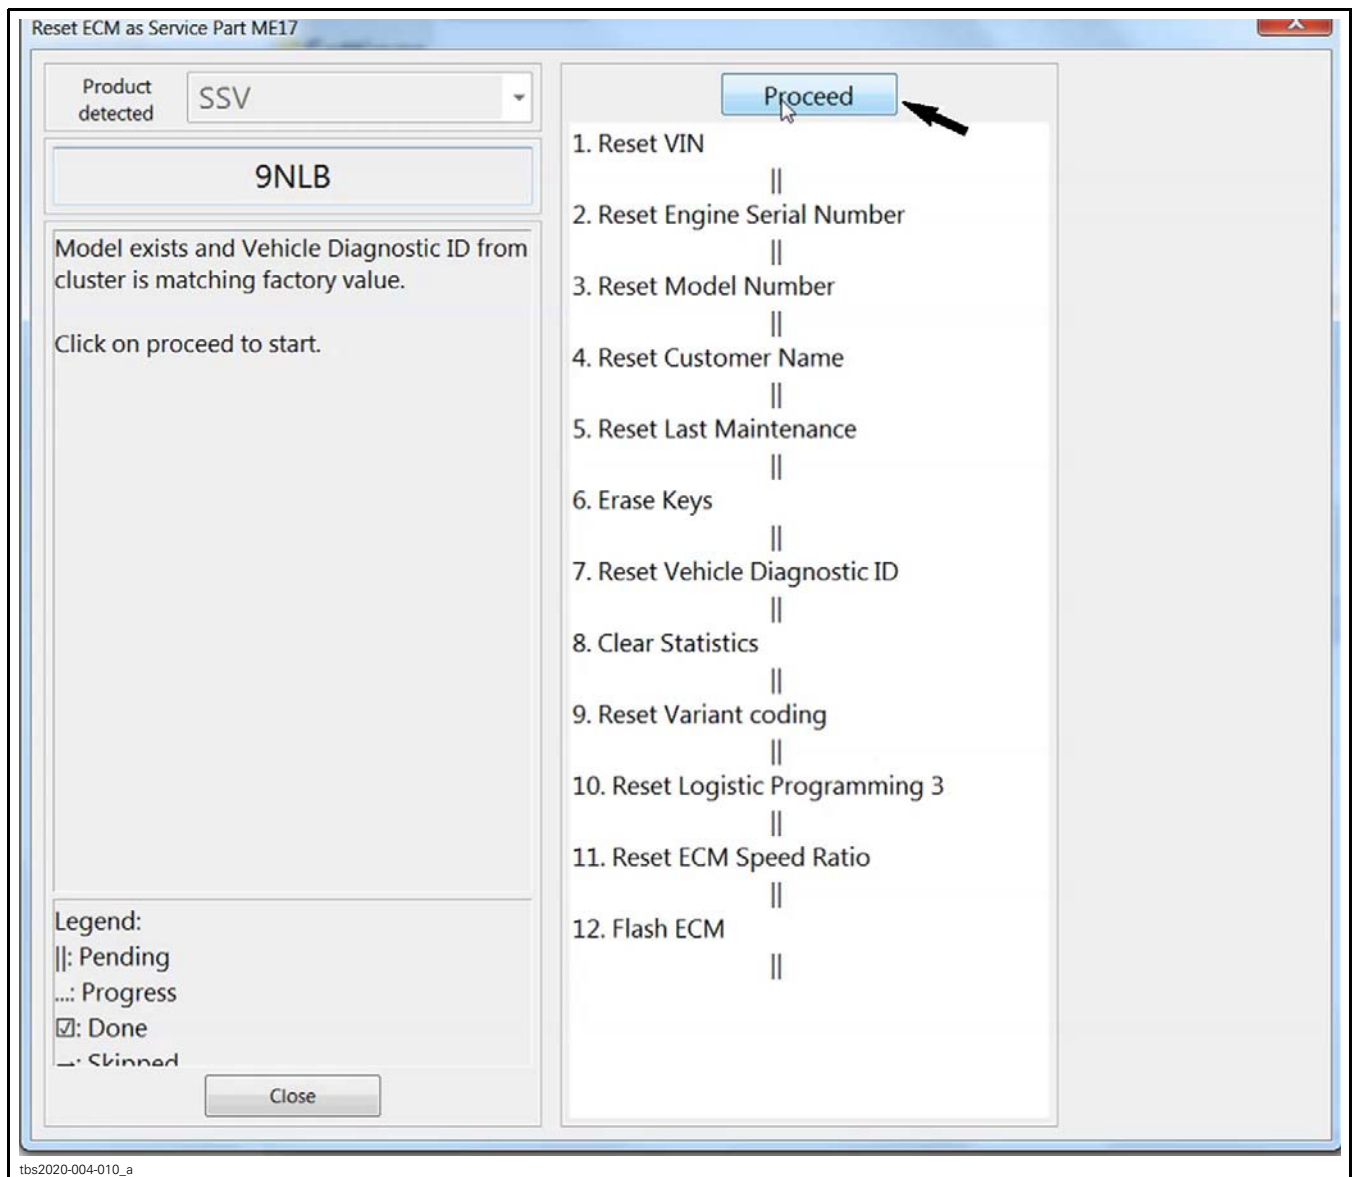 Reset ECM as Service Part ME17
Product
detected
SSV
9NLB
Model exists and Vehicle Diagnostic ID from
cluster is matching factory value.
Click on proceed to start.
Legend:
||: Pending
...: Progress
☑: Done
→: Skipped
Close
Proceed
1. Reset VIN
||
2. Reset Engine Serial Number
||
3. Reset Model Number
||
4. Reset Customer Name
||
5. Reset Last Maintenance
||
6. Erase Keys
||
7. Reset Vehicle Diagnostic ID
||
8. Clear Statistics
||
9. Reset Variant coding
||
10. Reset Logistic Programming 3
||
11. Reset ECM Speed Ratio
||
12. Flash ECM
||
tbs2020-004-010_a